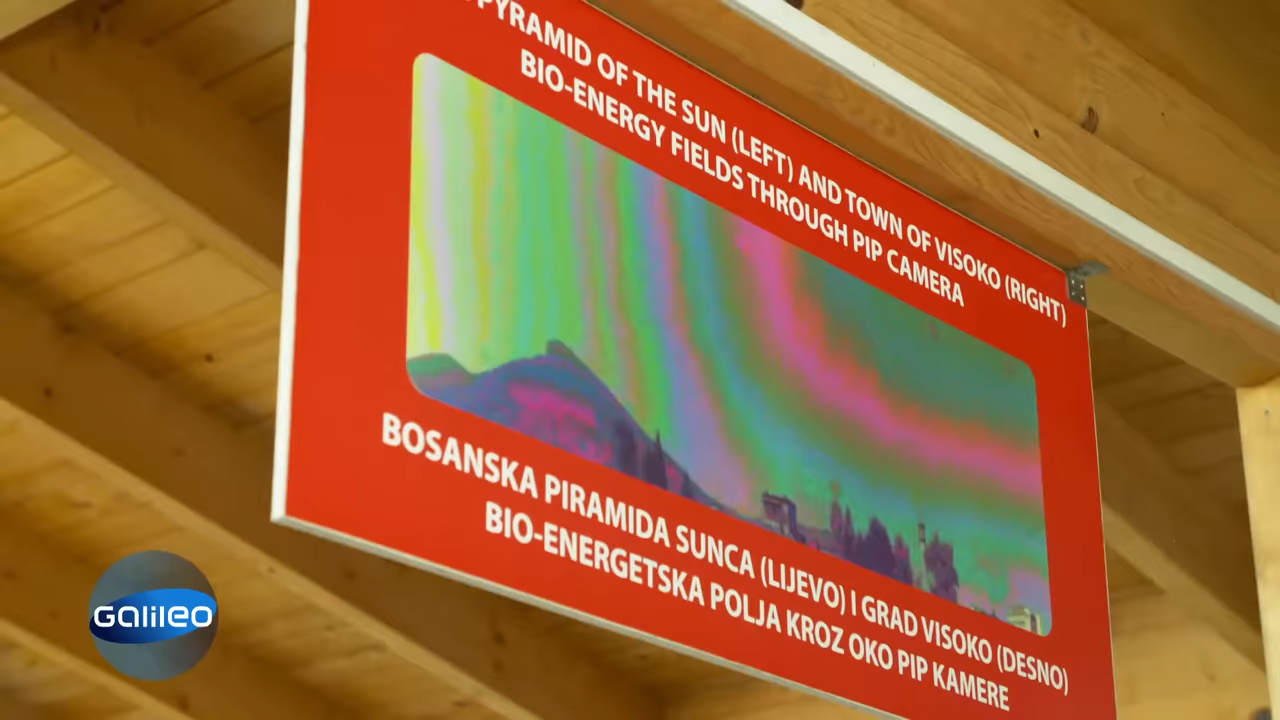 PYRAMID OF THE SUN (LEFT) AND TOWN OF VISOKO (RIGHT)
BIO-ENERGY FIELDS THROUGH PIP CAMERA
BOSANSKA PIRAMIDA SUNCA (LIJEVO) I GRAD VISOKO (DESNO)
BIO-ENERGETSKA POLJA KROZ OKO PIP KAMERE
Galileo